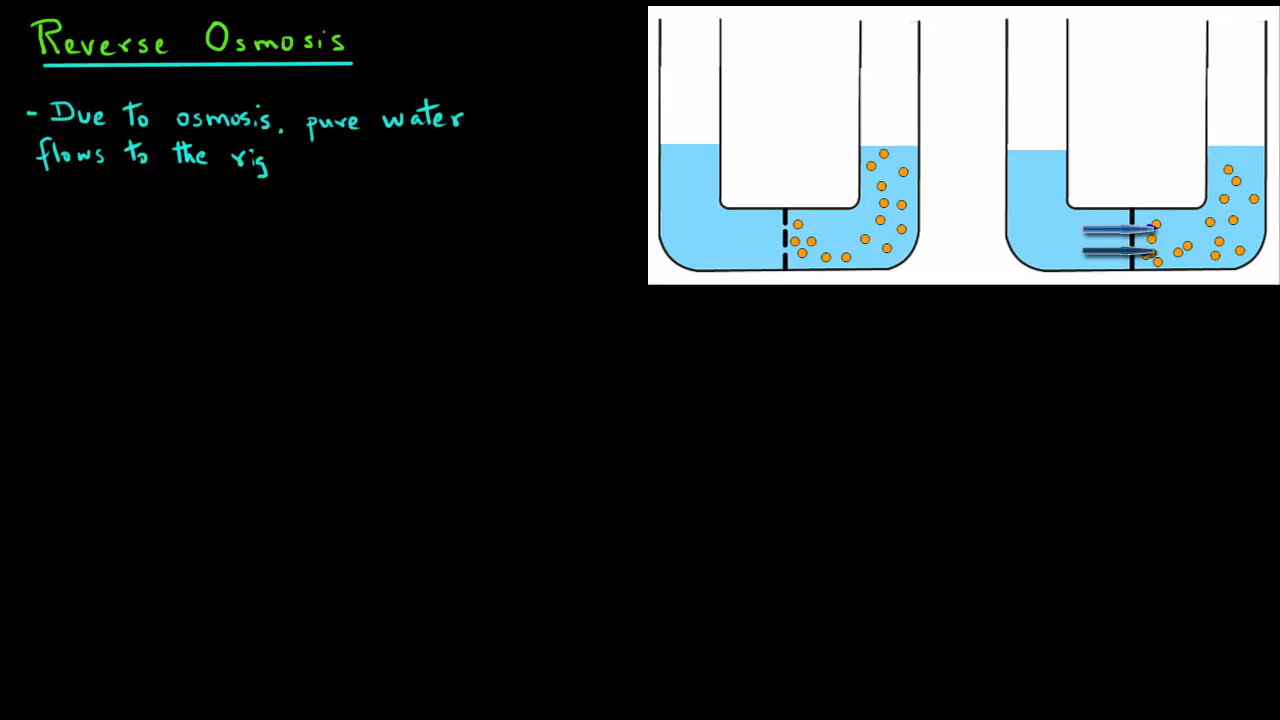 Reverse Osmosis
- Due to osmosis, pure water
flows to the rig